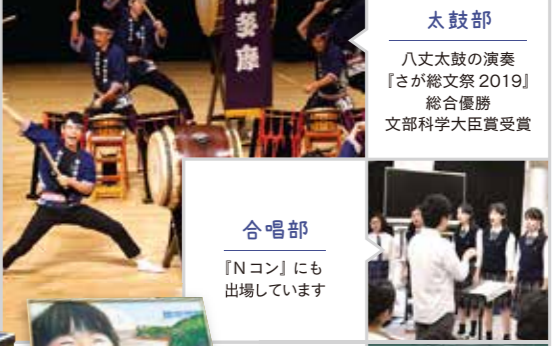 太鼓部
八丈太鼓の演奏
『さが総文祭 2019』
総合優勝
文部科学大臣賞受賞
合唱部
『Nコン』にも
出場しています